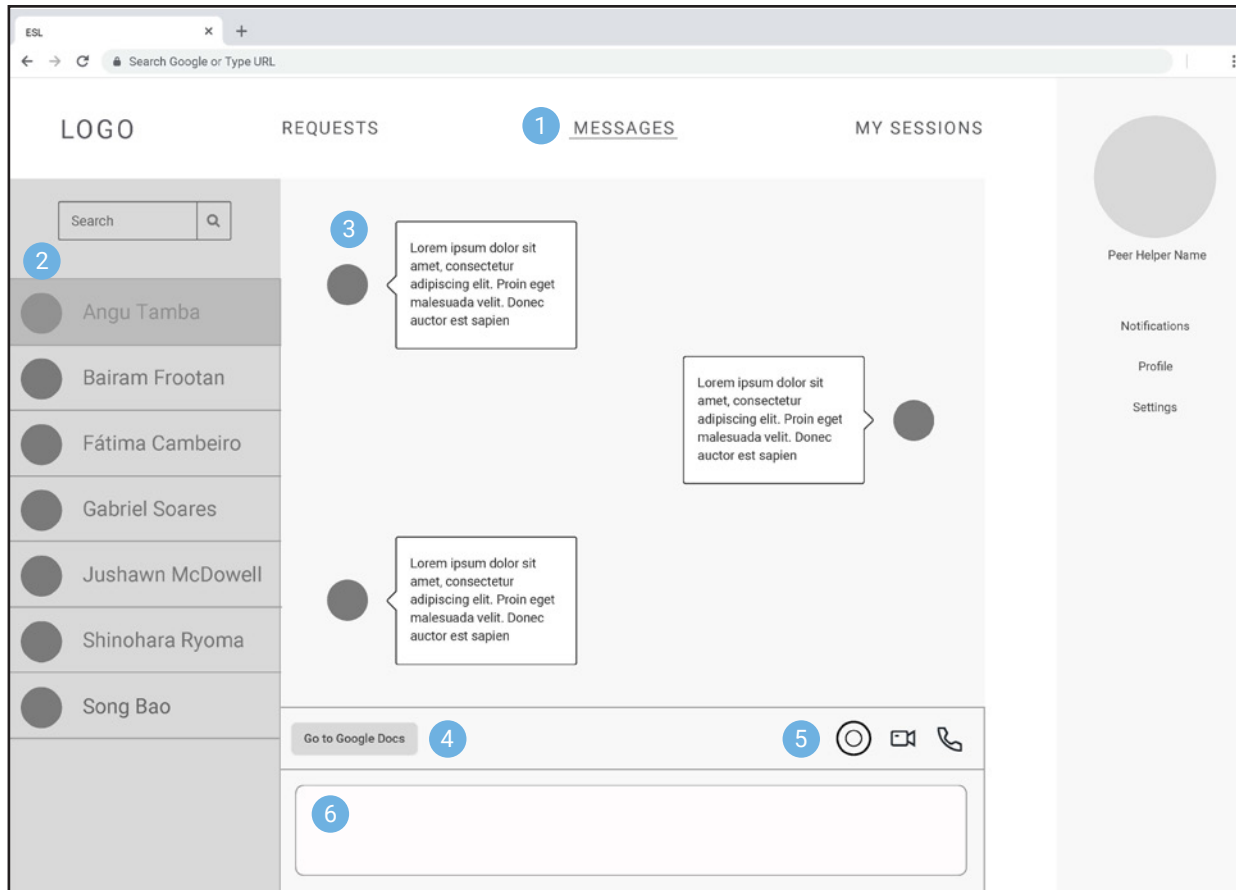 ESL
Search Google or Type URL
LOGO
REQUESTS
1
MESSAGES
MY SESSIONS
Search
2
Angu Tamba
Bairam Frootan
Fátima Cambeiro
Gabriel Soares
Jushawn McDowell
Shinohara Ryoma
Song Bao
3
Lorem ipsum dolor sit
amet, consectetur
adipiscing elit. Proin eget
malesuada velit. Donec
auctor est sapien
Lorem ipsum dolor sit
amet, consectetur
adipiscing elit. Proin eget
malesuada velit. Donec
auctor est sapien
Lorem ipsum dolor sit
amet, consectetur
adipiscing elit. Proin eget
malesuada velit. Donec
auctor est sapien
Go to Google Docs
4
5
6
Peer Helper Name
Notifications
Profile
Settings